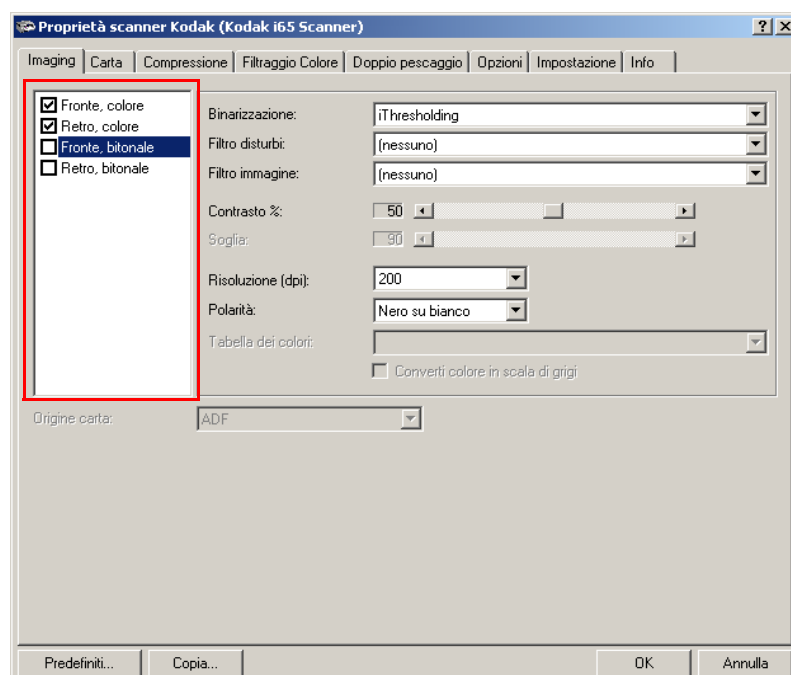 Proprietà scanner Kodak (Kodak i65 Scanner)
Imaging Carta Compressione Filtraggio Colore Doppio pescaggio Opzioni Impostazione Info
Fronte, colore
Retro, colore
Fronte, bitonale
Retro, bitonale
Binarizzazione: iThresholding
Filtro disturbi: (nessuno)
Filtro immagine: (nessuno)
Contrasto %: 50
Soglia: 90
Risoluzione (dpi): 200
Polarità: Nero su bianco
Tabella dei colori:
Converti colore in scala di grigi
Origine carta: ADF
Predefiniti... Copia... OK Annulla